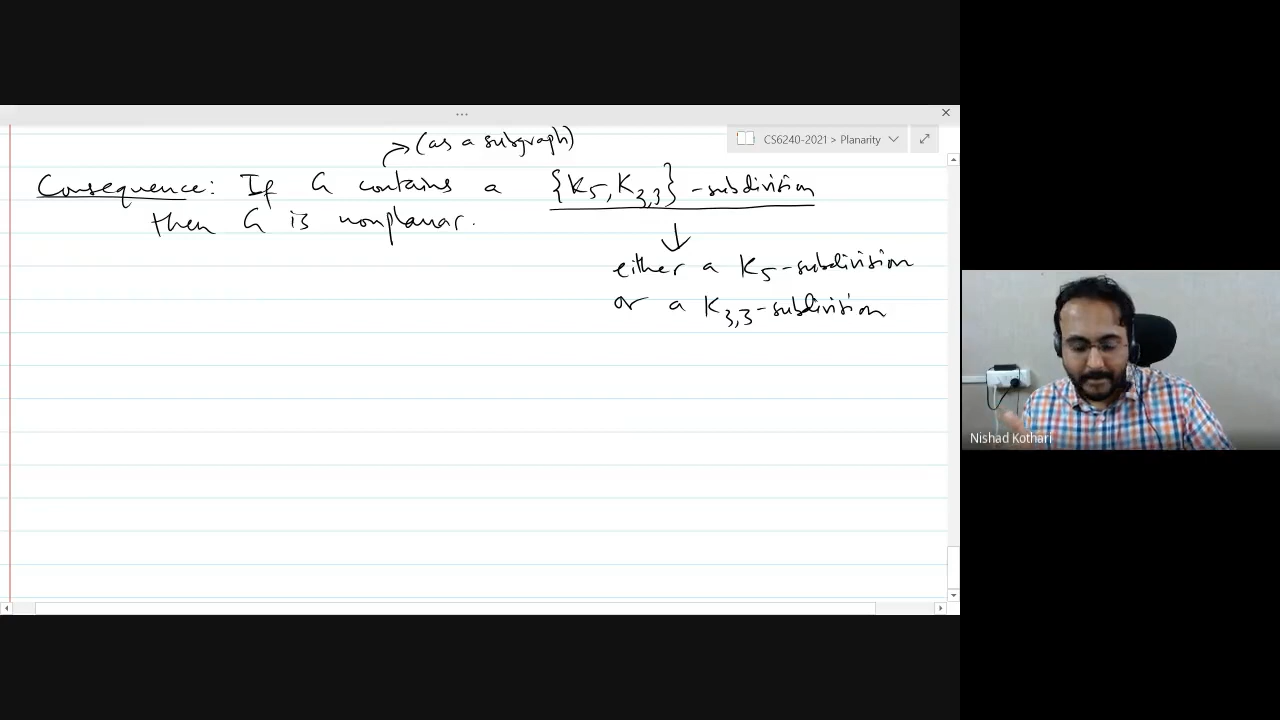 CS6240-2021 > Planarity
(as a subgraph)
Consequence: If G contains a {K5, K3,3} - subdivision
then G is nonplanar.
either a K5-subdivision
or a K3,3-subdivision
Nishad Kothari